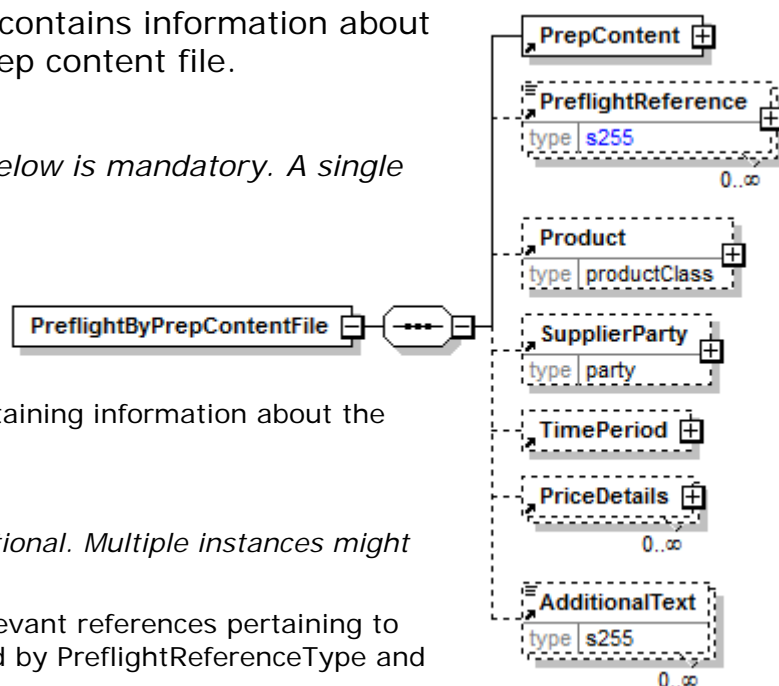 contains information about
ep content file.
elow is mandatory. A single
taining information about the
tional. Multiple instances might
evant references pertaining to
d by PreflightReferenceType and
PreflightByPrepContentFile
PrepContent
PreflightReference
type s255
0..∞
Product
type productClass
SupplierParty
type party
TimePeriod
PriceDetails
0..∞
AdditionalText
type s255
0..∞